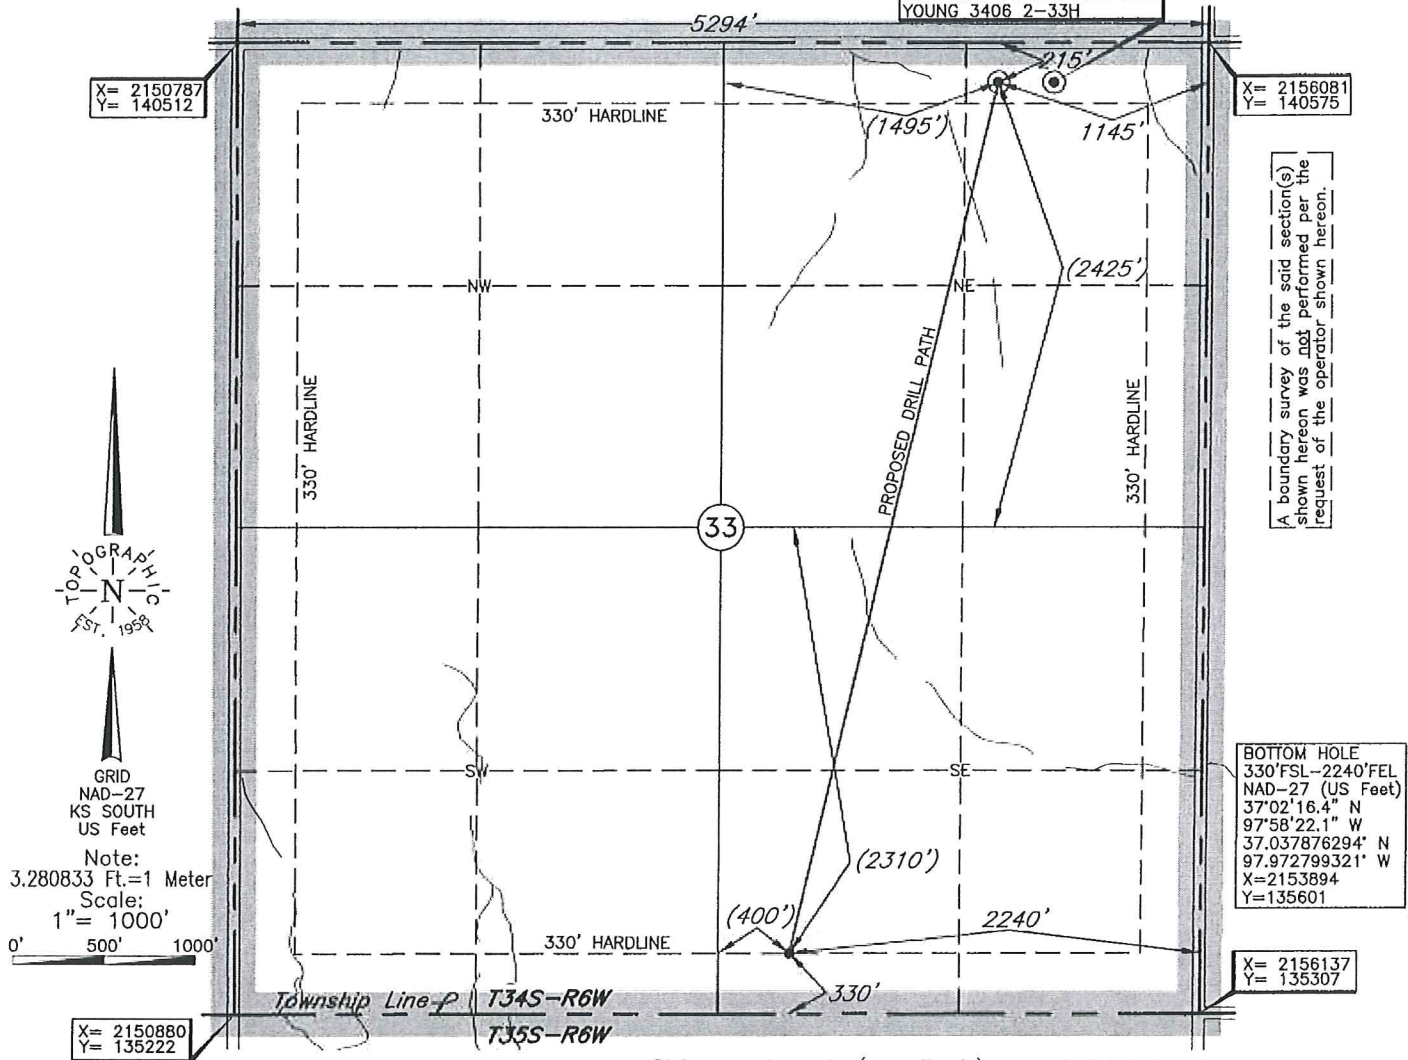 YOUNG 3406 2-33H
5294'
X= 2150787
Y= 140512
X= 2156081
Y= 140575
215'
330' HARDLINE
(1495')
1145'
A boundary survey of the said section(s)
shown hereon was not performed per the
request of the operator shown hereon.
NW
NE
(2425')
PROPOSED DRILL PATH
330' HARDLINE
330' HARDLINE
33
TOPOGRAPHIC
N
EST. 1958
GRID
NAD-27
KS SOUTH
US Feet
Note:
3.280833 Ft.=1 Meter
Scale:
1"= 1000'
0' 500' 1000'
SW
SE
BOTTOM HOLE
330'FSL-2240'FEL
NAD-27 (US Feet)
37°02'16.4" N
97°58'22.1" W
37.037876294° N
97.972799321° W
X=2153894
Y=135601
(2310')
(400')
2240'
330' HARDLINE
330'
X= 2156137
Y= 135307
Township Line
T34S-R6W
T35S-R6W
X= 2150880
Y= 135222